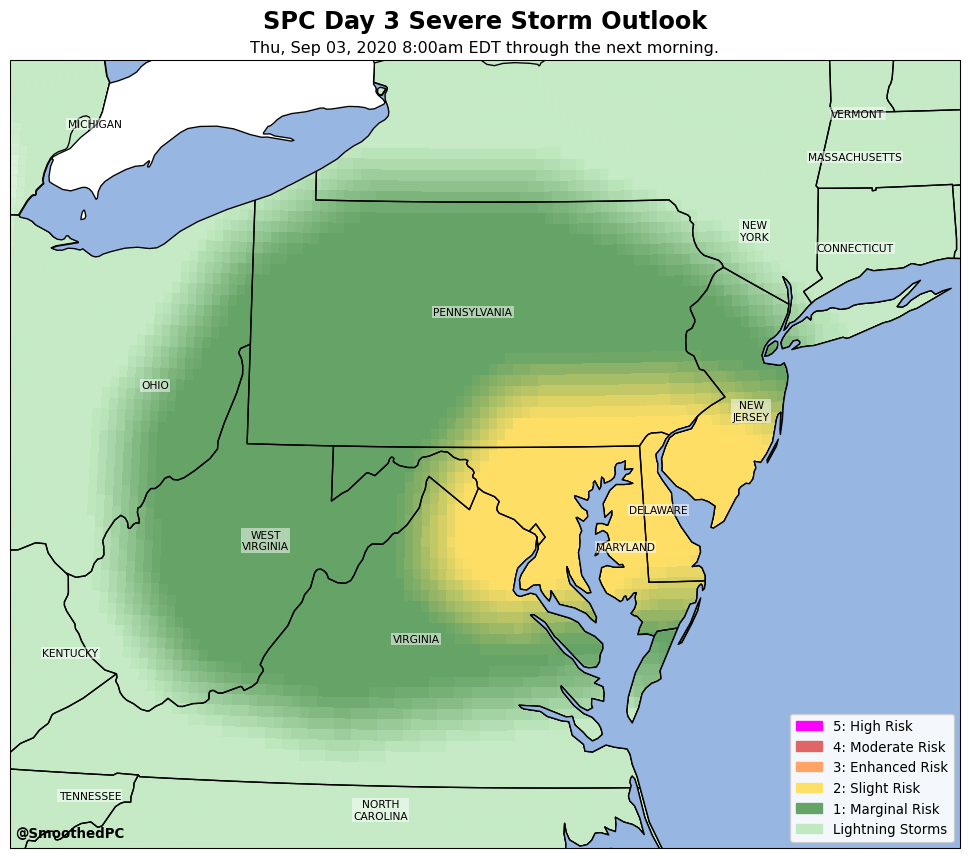 SPC Day 3 Severe Storm Outlook
Thu, Sep 03, 2020 8:00am EDT through the next morning.
MICHIGAN
VERMONT
MASSACHUSETTS
NEW
YORK
CONNECTICUT
PENNSYLVANIA
OHIO
NEW
JERSEY
DELAWARE
WEST
VIRGINIA
MARYLAND
VIRGINIA
KENTUCKY
TENNESSEE
NORTH
CAROLINA
5: High Risk
4: Moderate Risk
3: Enhanced Risk
2: Slight Risk
1: Marginal Risk
Lightning Storms
@SmoothedPC